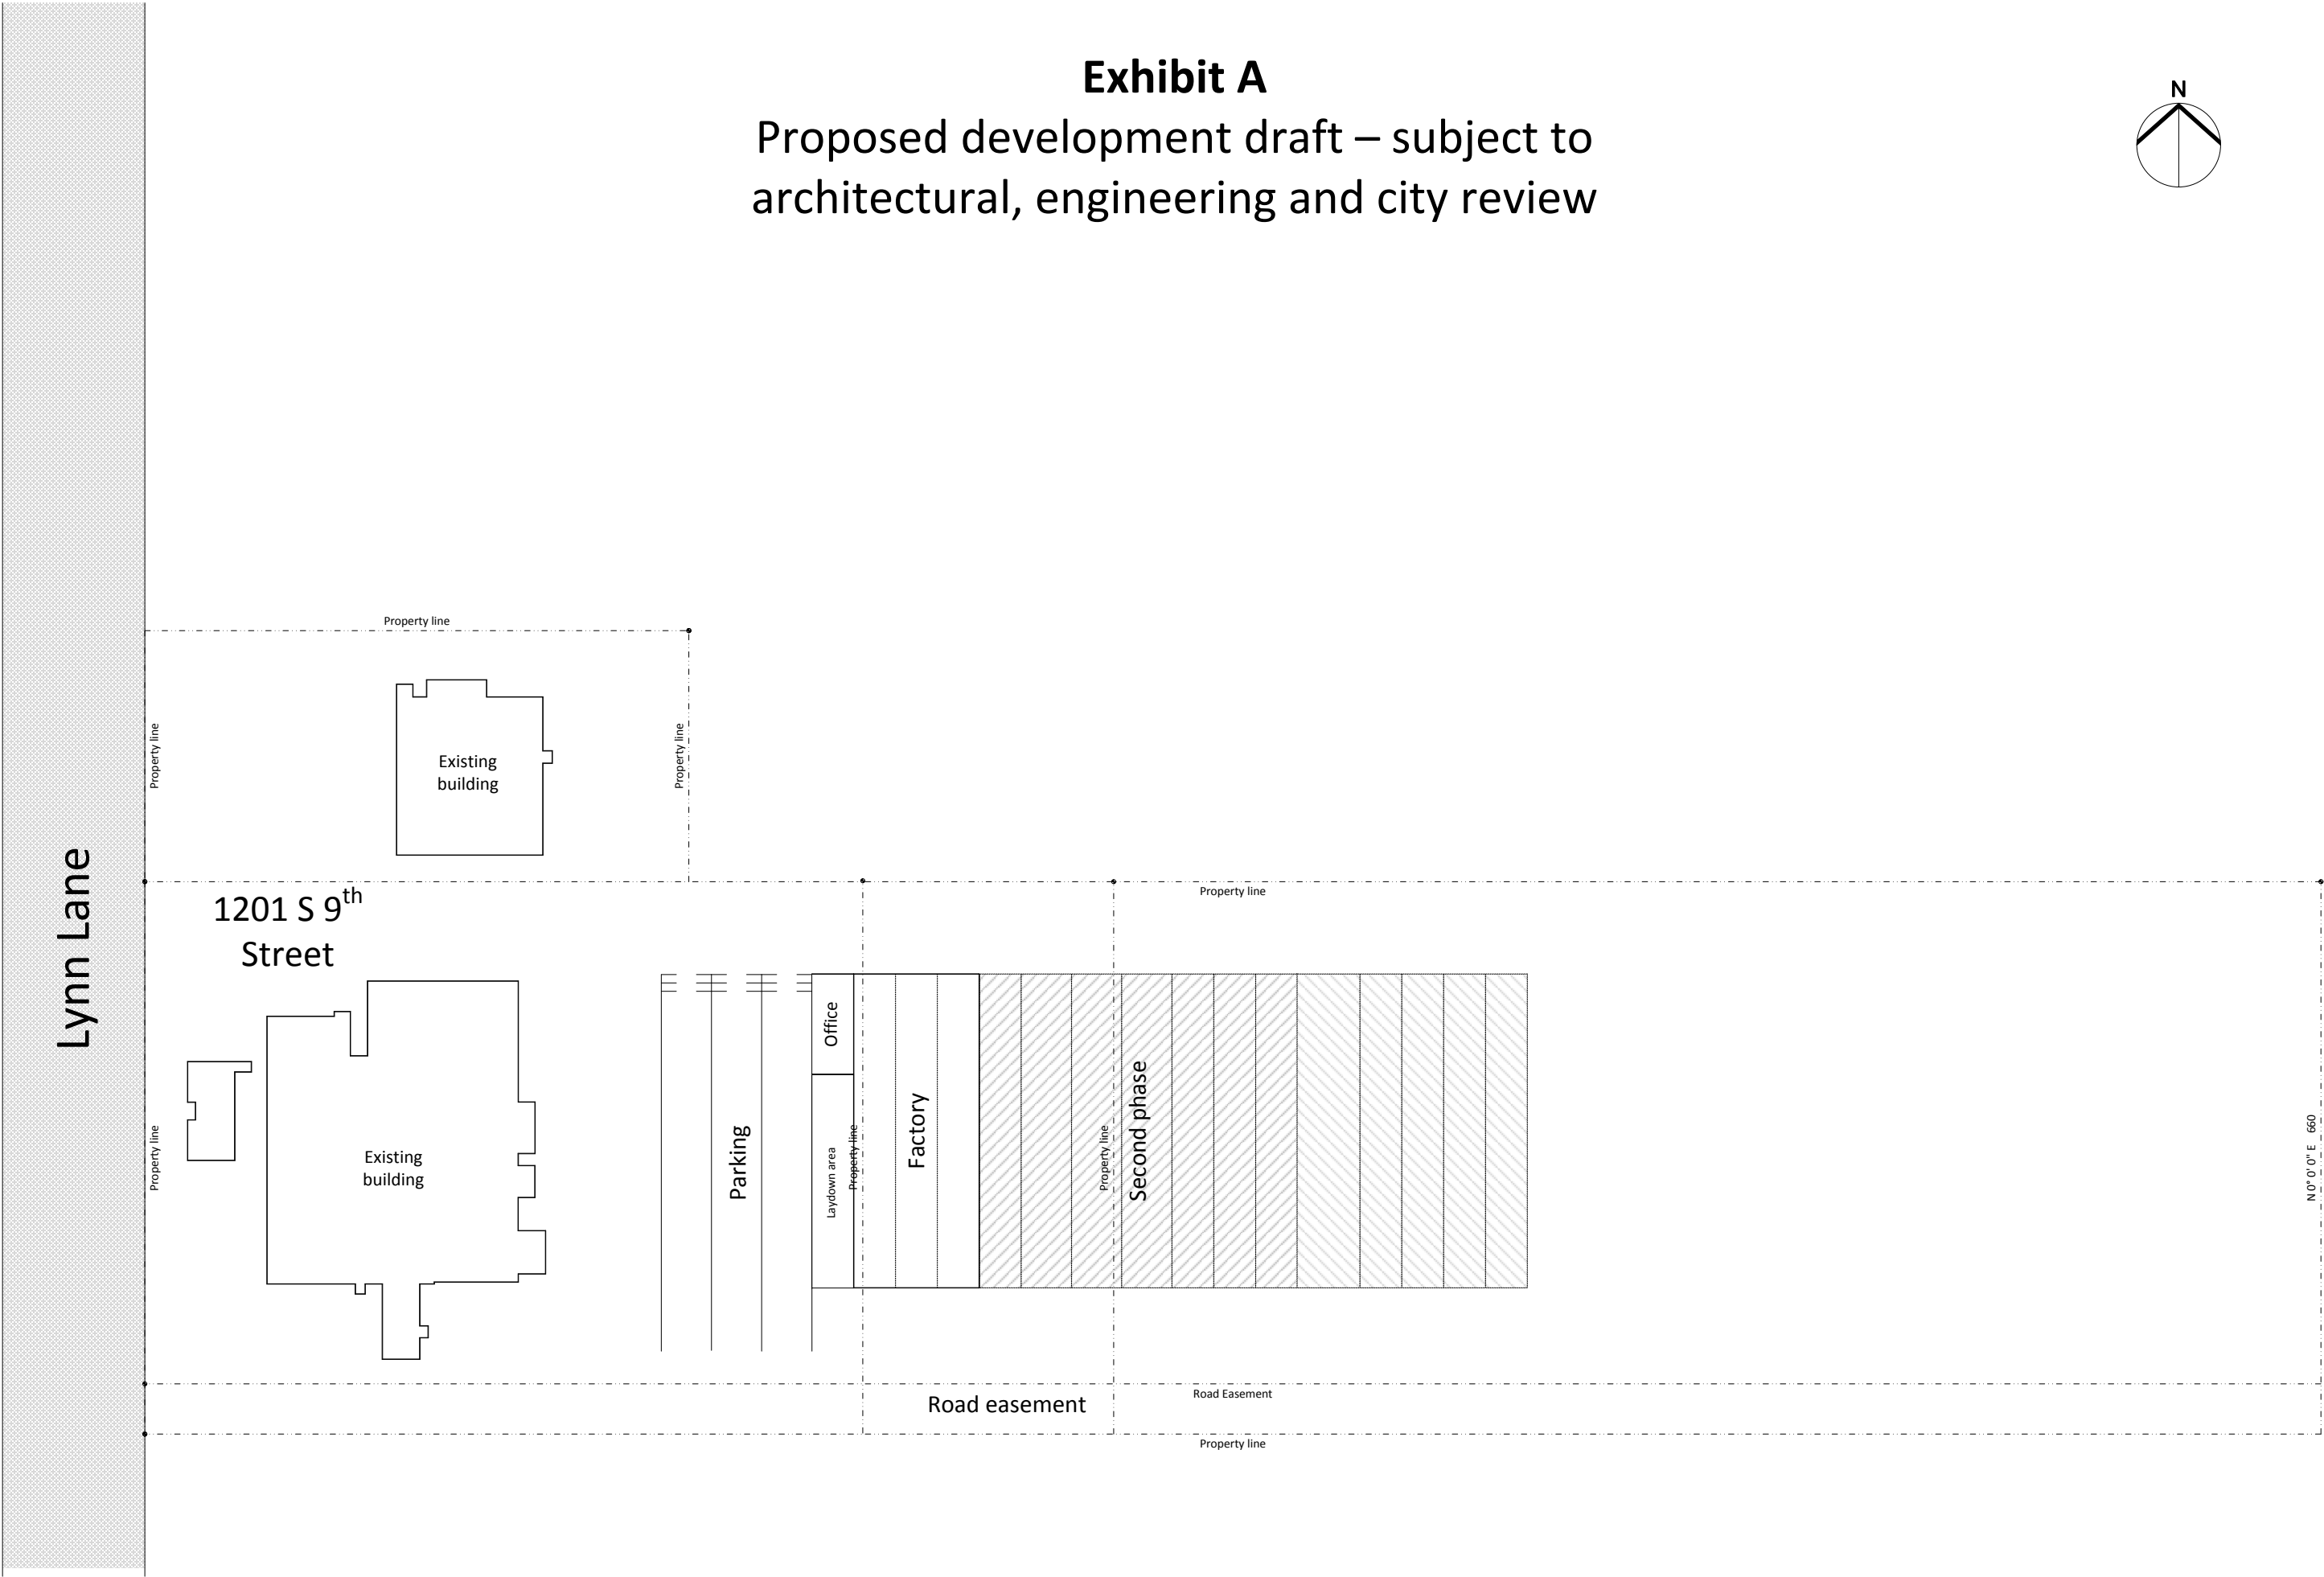 Exhibit A
Proposed development draft – subject to
architectural, engineering and city review
N
Property line
Property line
Property line
Existing
building
Lynn Lane
1201 S 9th
Street
Property line
Property line
Existing
building
Parking
Office
Laydown area
Property line
Factory
Property line
Second phase
N 0° 0' 0" E 660
Road easement
Road Easement
Property line